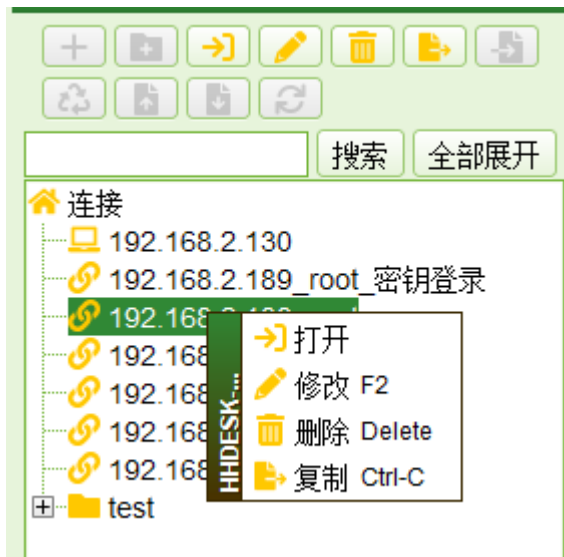 搜索 全部展开
连接
192.168.2.130
192.168.2.189_root_密钥登录
192.168
192.168
192.168
192.168
192.168
test
HHDESK-...
打开
修改 F2
删除 Delete
复制 Ctrl-C